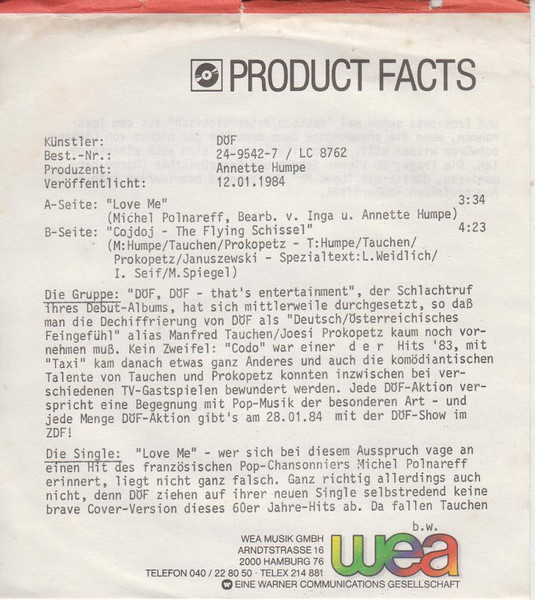 PRODUCT FACTS
Künstler: DÖF
Best.-Nr.: 24-9542-7 / LC 8762
Produzent: Annette Humpe
Veröffentlicht: 12.01.1984
A-Seite: "Love Me" 3:34
(Michel Polnareff, Bearb. v. Inga u. Annette Humpe)
B-Seite: "Cojdoj - The Flying Schissel" 4:23
(M:Humpe/Tauchen/Prokopetz - T:Humpe/Tauchen/
Prokopetz/Januszewski - Spezialtext:L.Weidlich/
I. Seif/M.Spiegel)
Die Gruppe: "DÖF, DÖF - that's entertainment", der Schlachtruf
ihres Debut-Albums, hat sich mittlerweile durchgesetzt, so daß
man die Dechiffrierung von DÖF als "Deutsch/Österreichisches
Feingefühl" alias Manfred Tauchen/Joesi Prokopetz kaum noch vor-
nehmen muß. Kein Zweifel: "Codo" war einer d e r Hits '83, mit
"Taxi" kam danach etwas ganz Anderes und auch die komödiantischen
Talente von Tauchen und Prokopetz konnten inzwischen bei ver-
schiedenen TV-Gastspielen bewundert werden. Jede DÖF-Aktion ver-
spricht eine Begegnung mit Pop-Musik der besonderen Art - und
jede Menge DÖF-Aktion gibt's am 28.01.84 mit der DÖF-Show im
ZDF!
Die Single: "Love Me" - wer sich bei diesem Ausspruch vage an
einen Hit des französischen Pop-Chansonniers Michel Polnareff
erinnert, liegt nicht ganz falsch. Ganz richtig allerdings auch
nicht, denn DÖF ziehen auf ihrer neuen Single selbstredend keine
brave Cover-Version dieses 60er Jahre-Hits ab. Da fallen Tauchen
b.w.
WEA MUSIK GMBH
ARNDTSTRASSE 16
2000 HAMBURG 76
TELEFON 040 / 22 80 50 · TELEX 214 881
EINE WARNER COMMUNICATIONS GESELLSCHAFT
wea